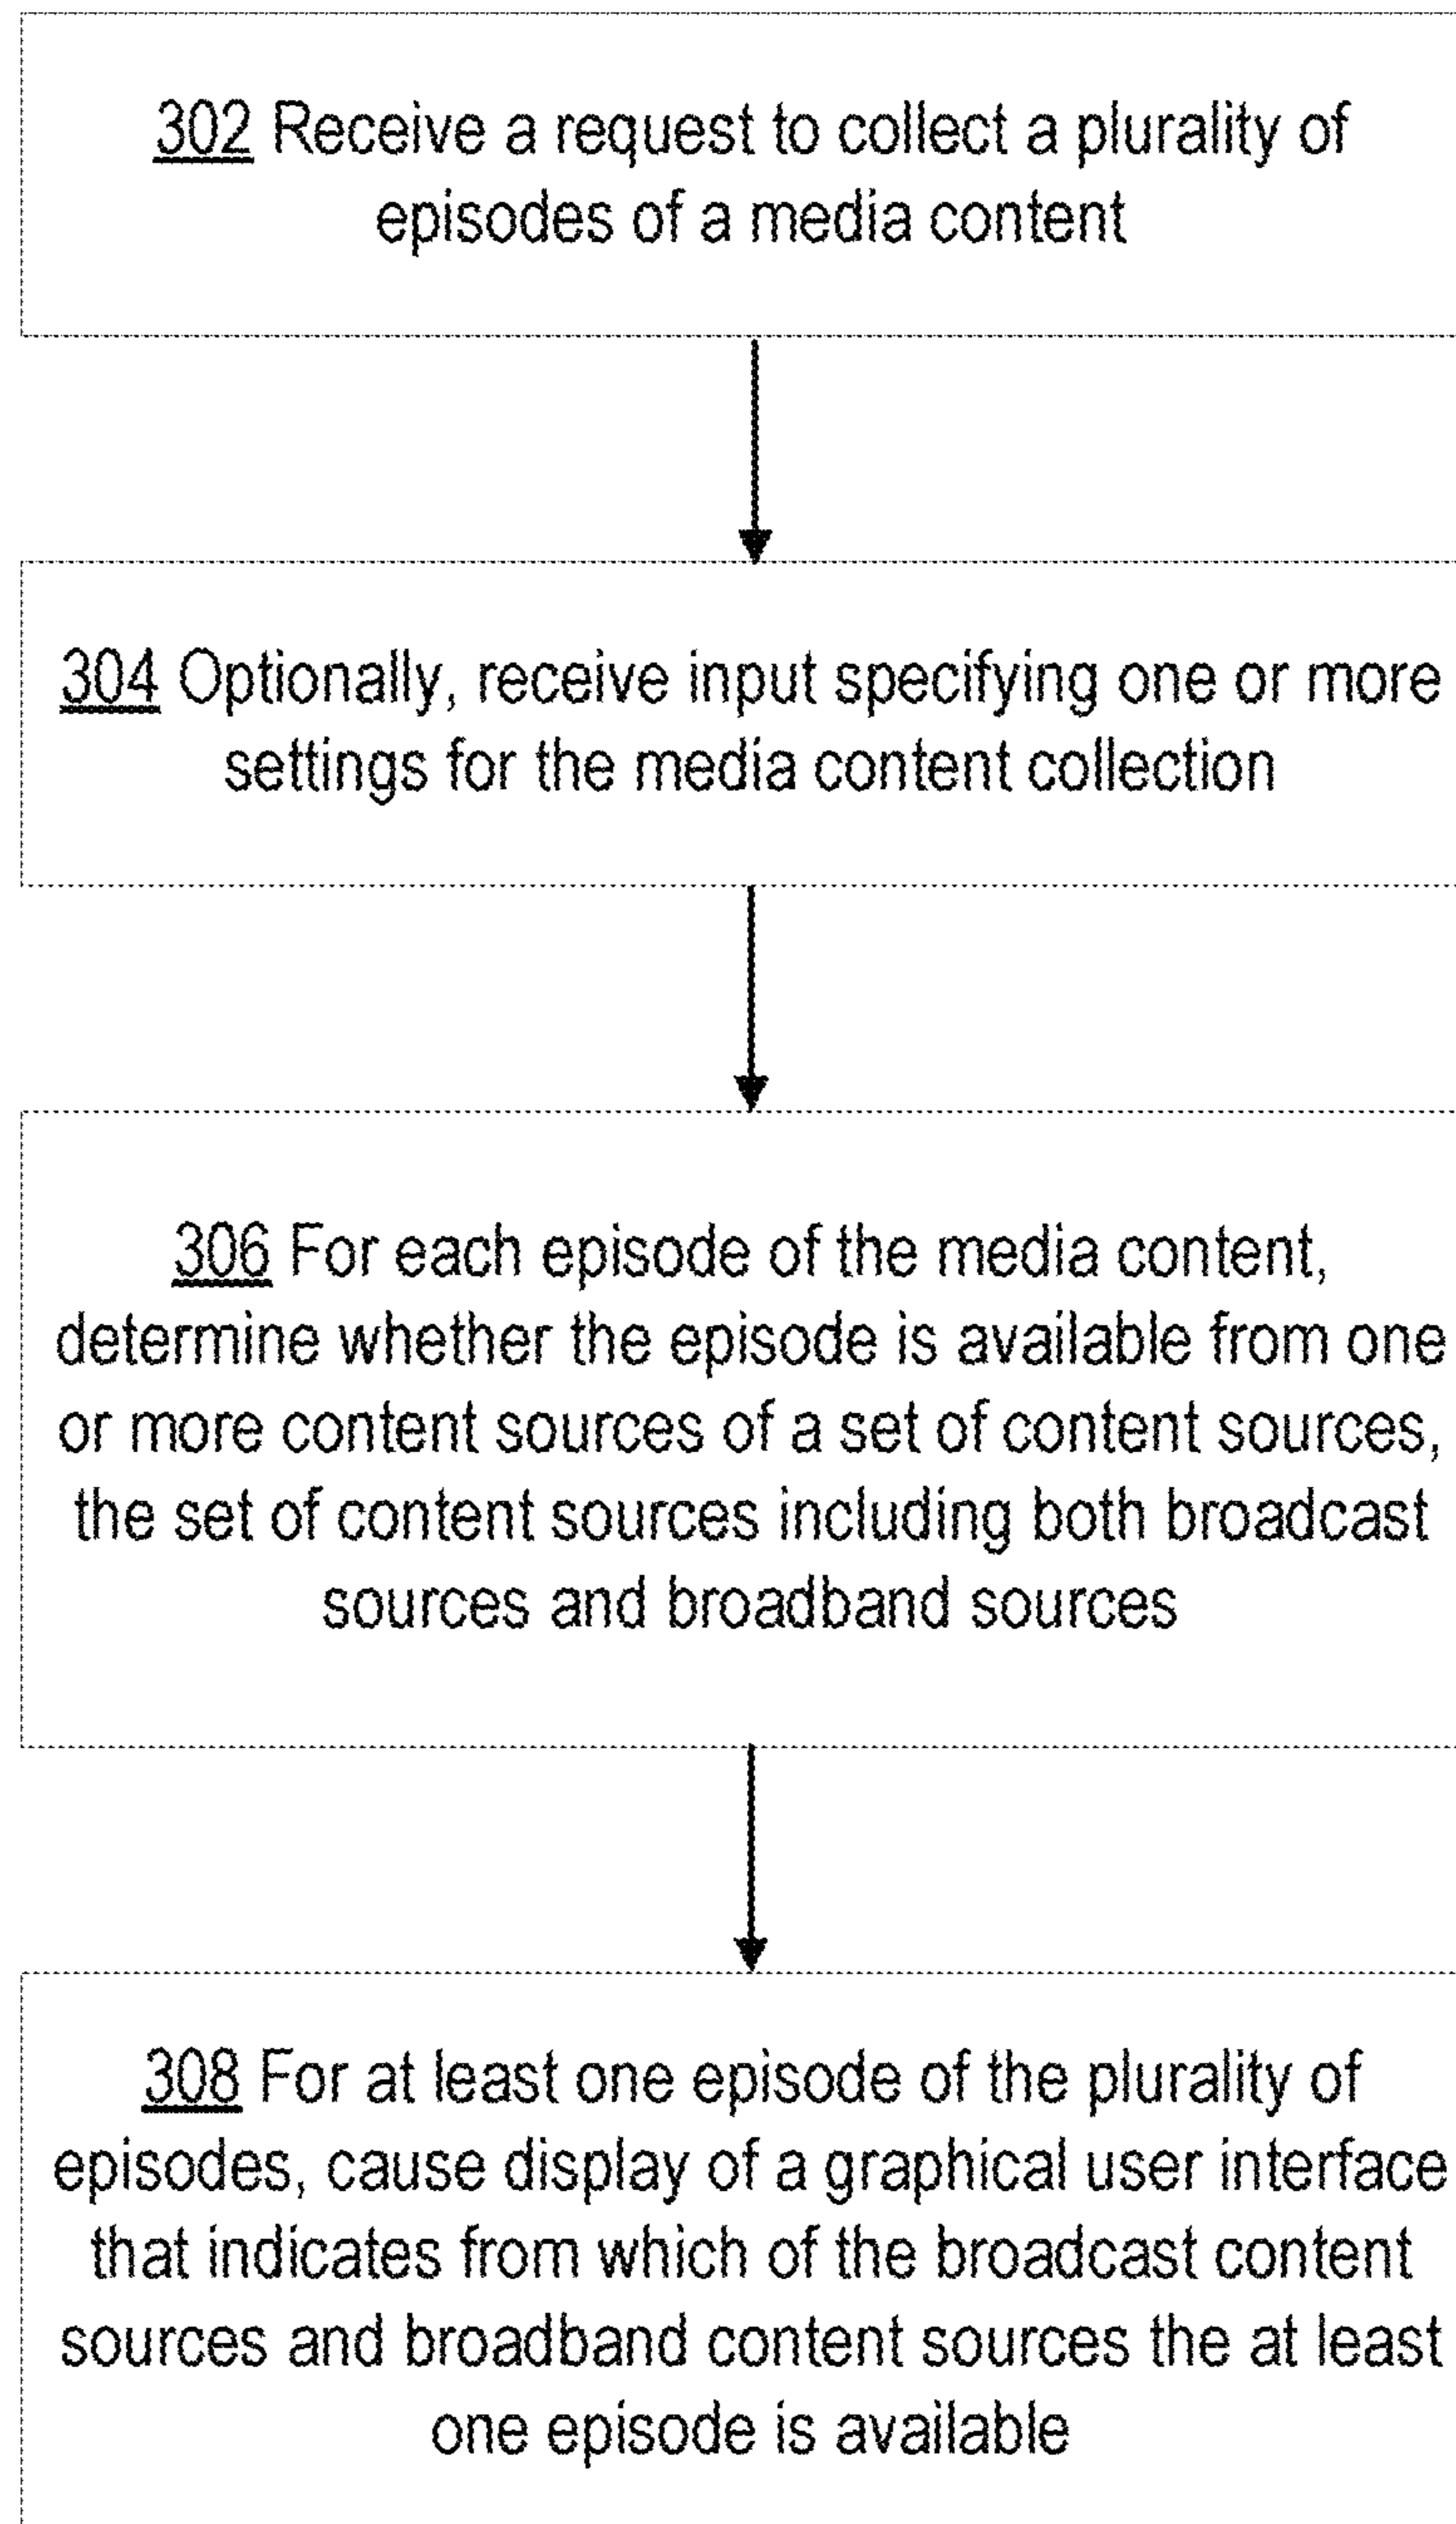 302 Receive a request to collect a plurality of
episodes of a media content
304 Optionally, receive input specifying one or more
settings for the media content collection
306 For each episode of the media content,
determine whether the episode is available from one
or more content sources of a set of content sources,
the set of content sources including both broadcast
sources and broadband sources
308 For at least one episode of the plurality of
episodes, cause display of a graphical user interface
that indicates from which of the broadcast content
sources and broadband content sources the at least
one episode is available